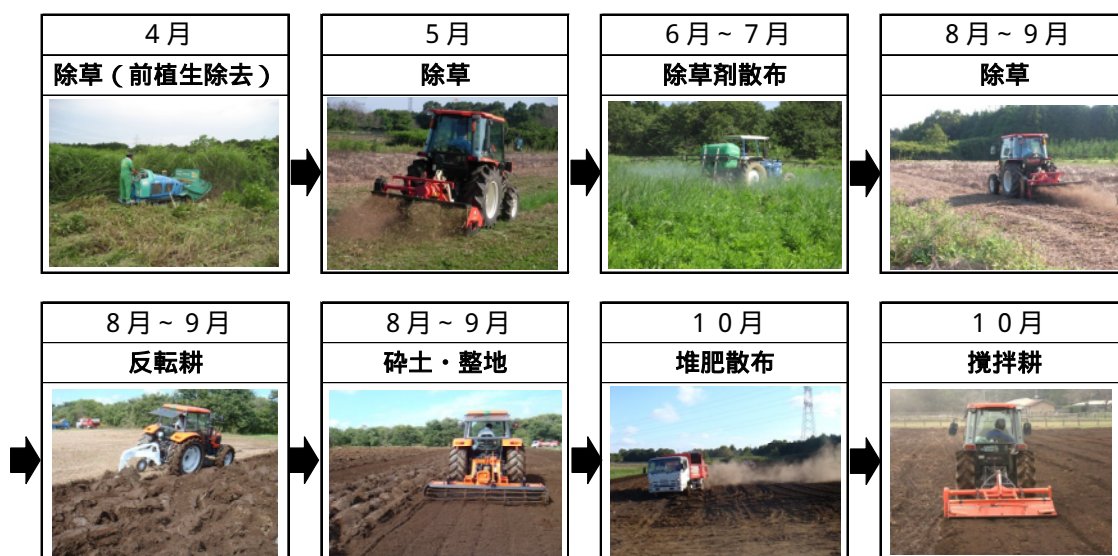 4月
除草(前植生除去)
5月
除草
6月~7月
除草剤散布
8月~9月
除草
8月~9月
反転耕
8月~9月
砕土・整地
10月
堆肥散布
10月
撹拌耕